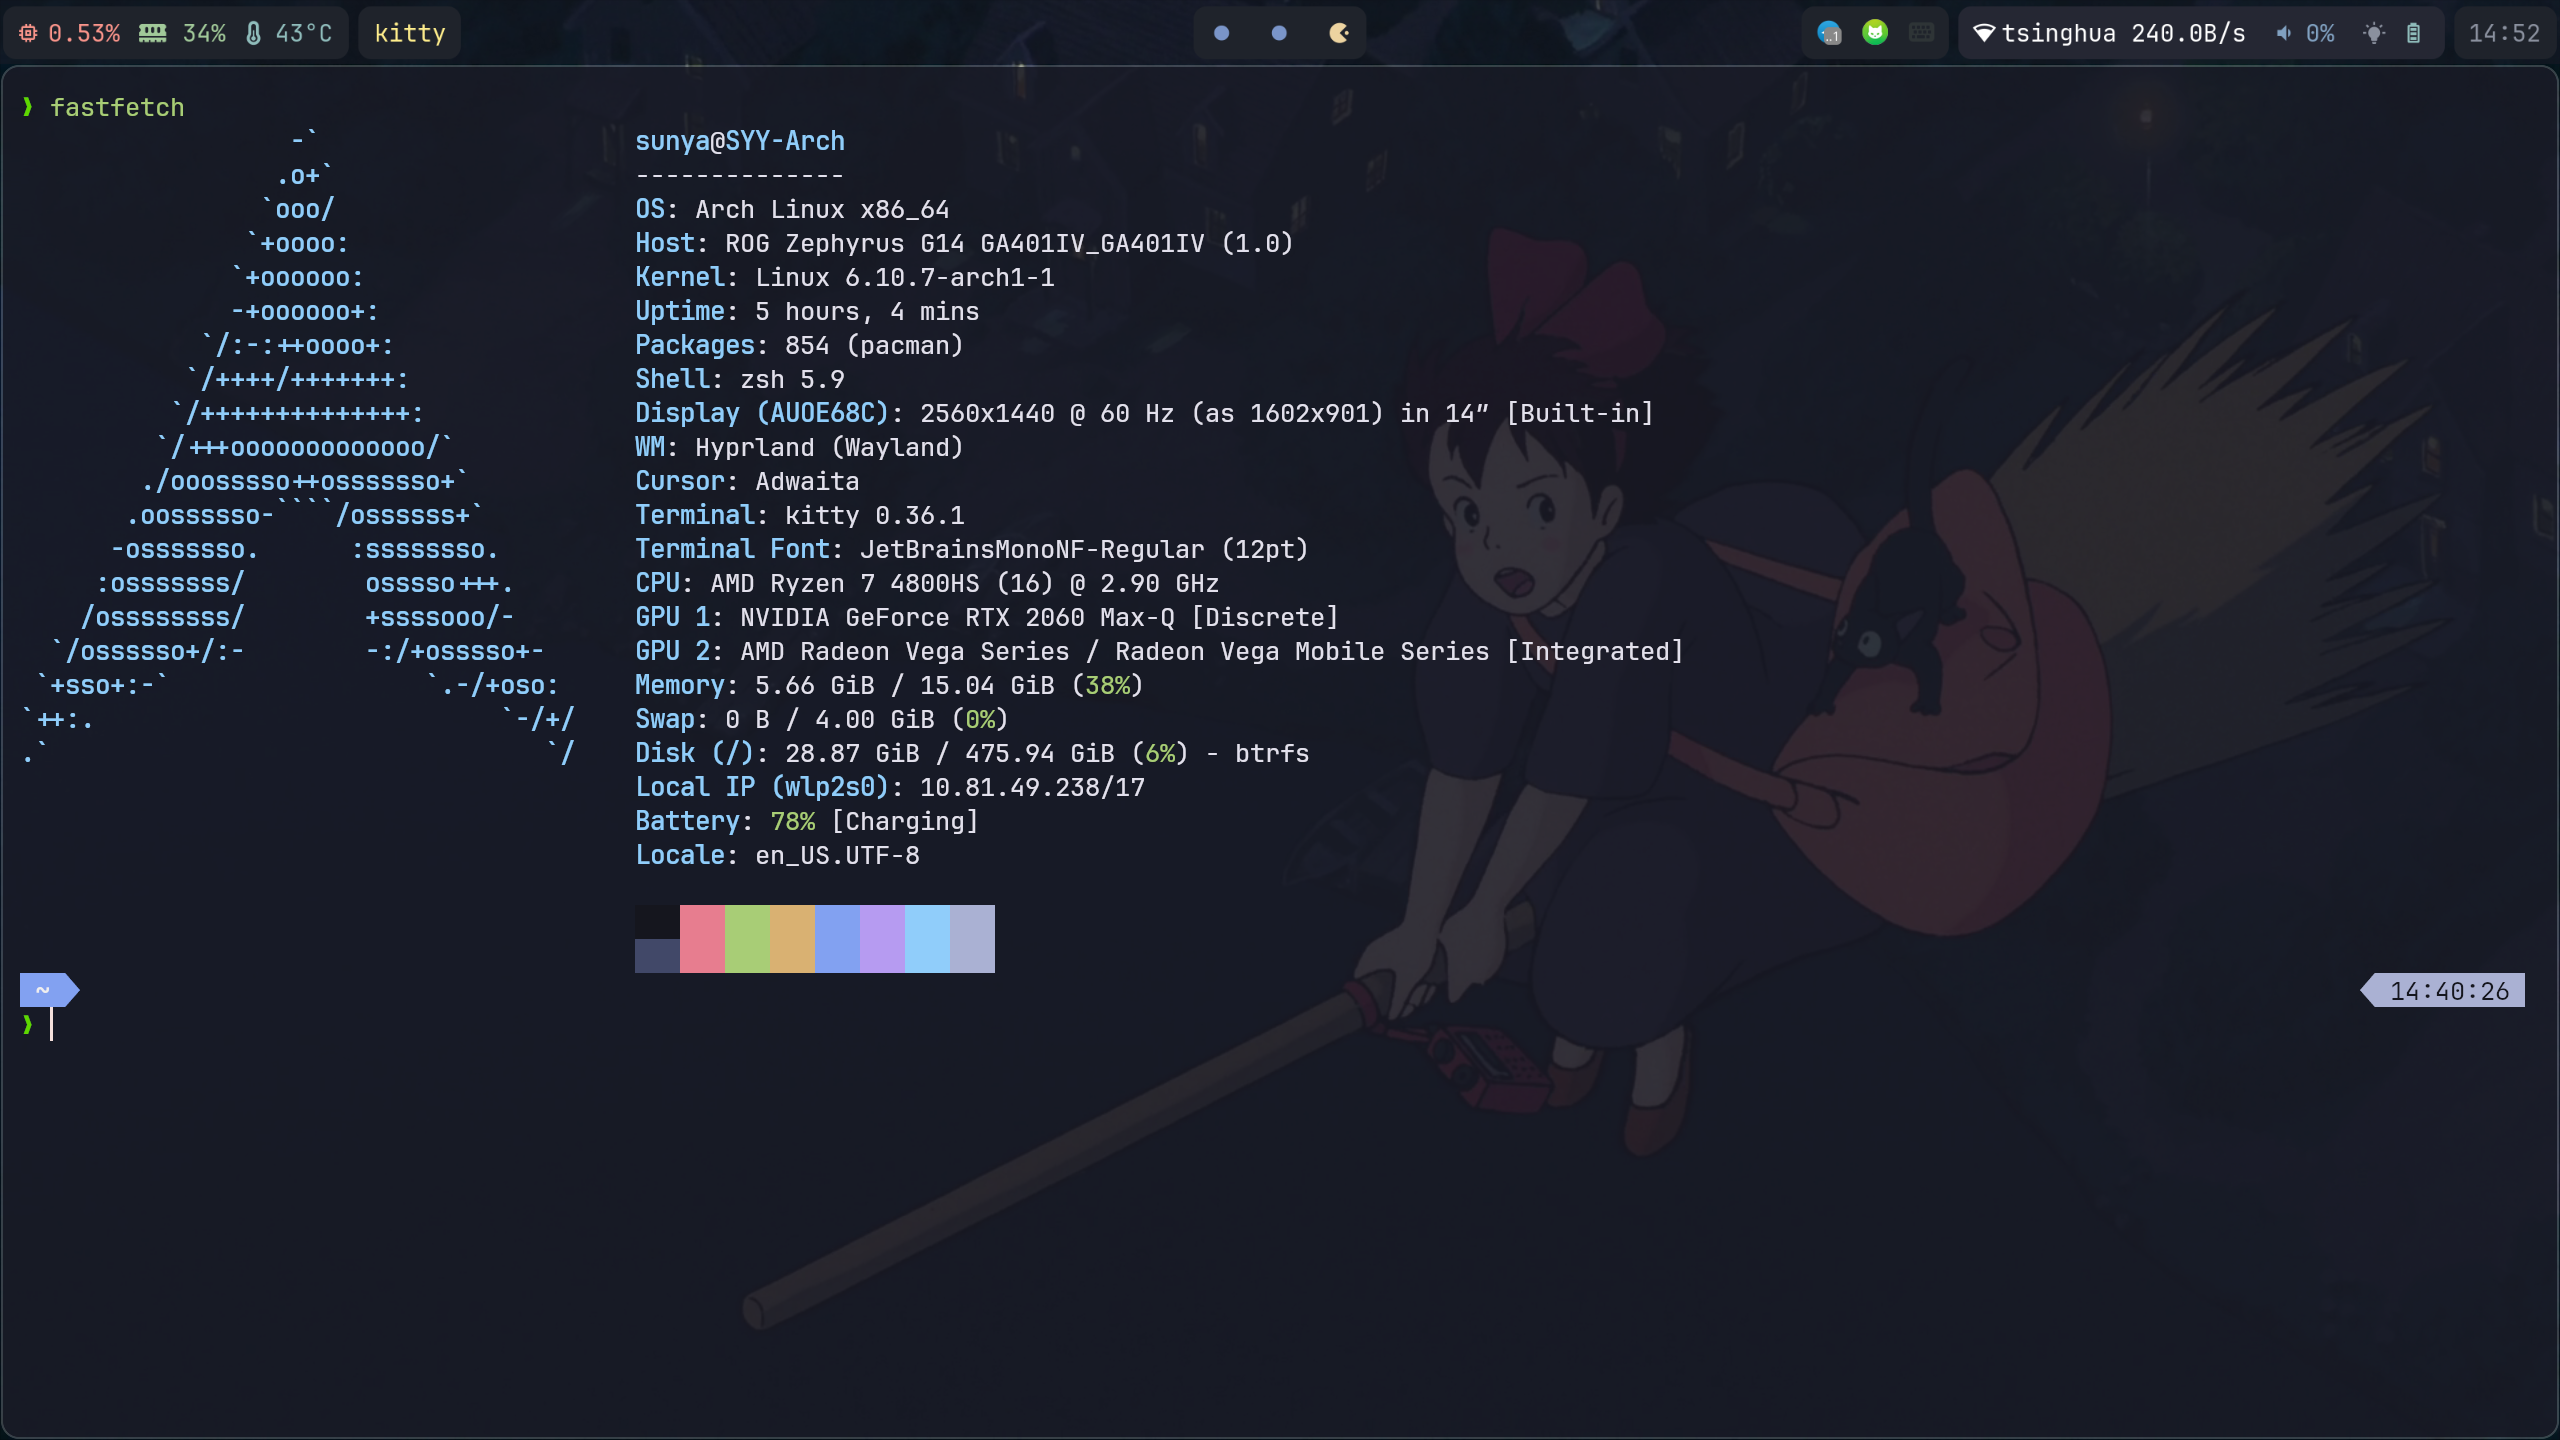 0.53% 34% 43°C kitty tsinghua 240.0B/s 0% 14:52
❱ fastfetch
                  -`                     sunya@SYY-Arch
                 .o+`                    --------------
                `ooo/                    OS: Arch Linux x86_64
               `+oooo:                   Host: ROG Zephyrus G14 GA401IV_GA401IV (1.0)
              `+oooooo:                  Kernel: Linux 6.10.7-arch1-1
              -+oooooo+:                 Uptime: 5 hours, 4 mins
            `/:-:++oooo+:                Packages: 854 (pacman)
           `/++++/+++++++:               Shell: zsh 5.9
          `/++++++++++++++:              Display (AUOE68C): 2560x1440 @ 60 Hz (as 1602x901) in 14″ [Built-in]
         `/+++ooooooooooooo/`            WM: Hyprland (Wayland)
        ./ooosssso++osssssso+`           Cursor: Adwaita
       .oossssso-````/ossssss+`          Terminal: kitty 0.36.1
      -osssssso.      :ssssssso.         Terminal Font: JetBrainsMonoNF-Regular (12pt)
     :osssssss/        osssso+++.        CPU: AMD Ryzen 7 4800HS (16) @ 2.90 GHz
    /ossssssss/        +ssssooo/-        GPU 1: NVIDIA GeForce RTX 2060 Max-Q [Discrete]
  `/ossssso+/:-        -:/+osssso+-      GPU 2: AMD Radeon Vega Series / Radeon Vega Mobile Series [Integrated]
 `+sso+:-`                 `.-/+oso:     Memory: 5.66 GiB / 15.04 GiB (38%)
`++:.                           `-/+/    Swap: 0 B / 4.00 GiB (0%)
.`                                 `/    Disk (/): 28.87 GiB / 475.94 GiB (6%) - btrfs
Local IP (wlp2s0): 10.81.49.238/17
Battery: 78% [Charging]
Locale: en_US.UTF-8
~ 14:40:26
❱